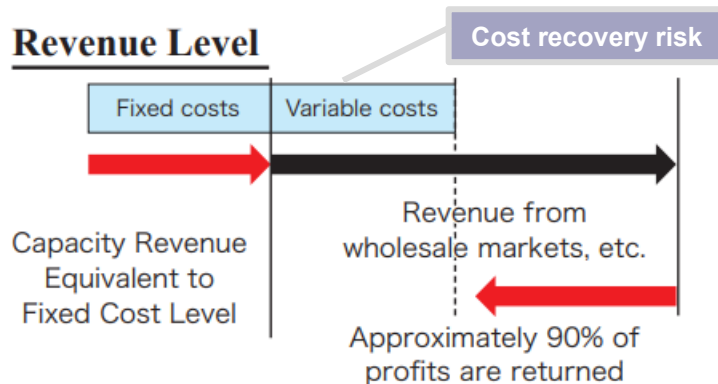 Revenue Level
Cost recovery risk
Fixed costs
Variable costs
Capacity Revenue
Equivalent to
Fixed Cost Level
Revenue from
wholesale markets, etc.
Approximately 90% of
profits are returned